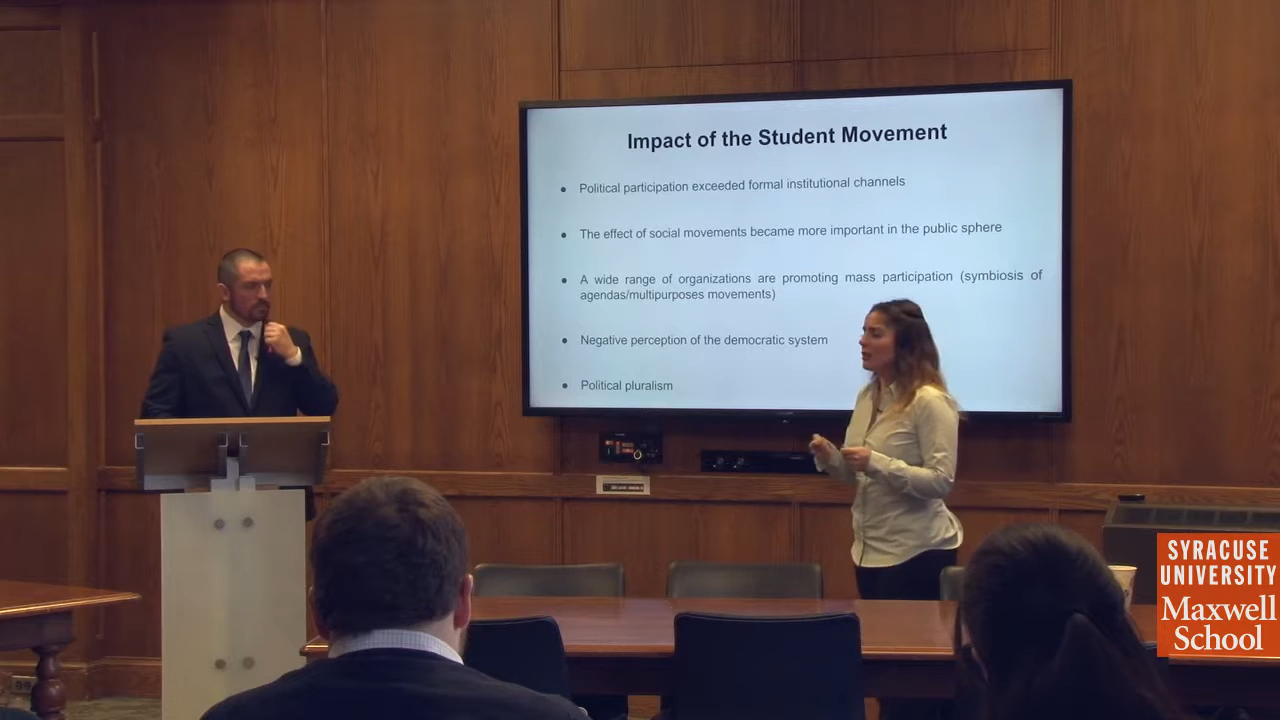 Impact of the Student Movement
● Political participation exceeded formal institutional channels
● The effect of social movements became more important in the public sphere
● A wide range of organizations are promoting mass participation (symbiosis of
agendas/multipurposes movements)
● Negative perception of the democratic system
● Political pluralism
SYRACUSE
UNIVERSITY
Maxwell
School